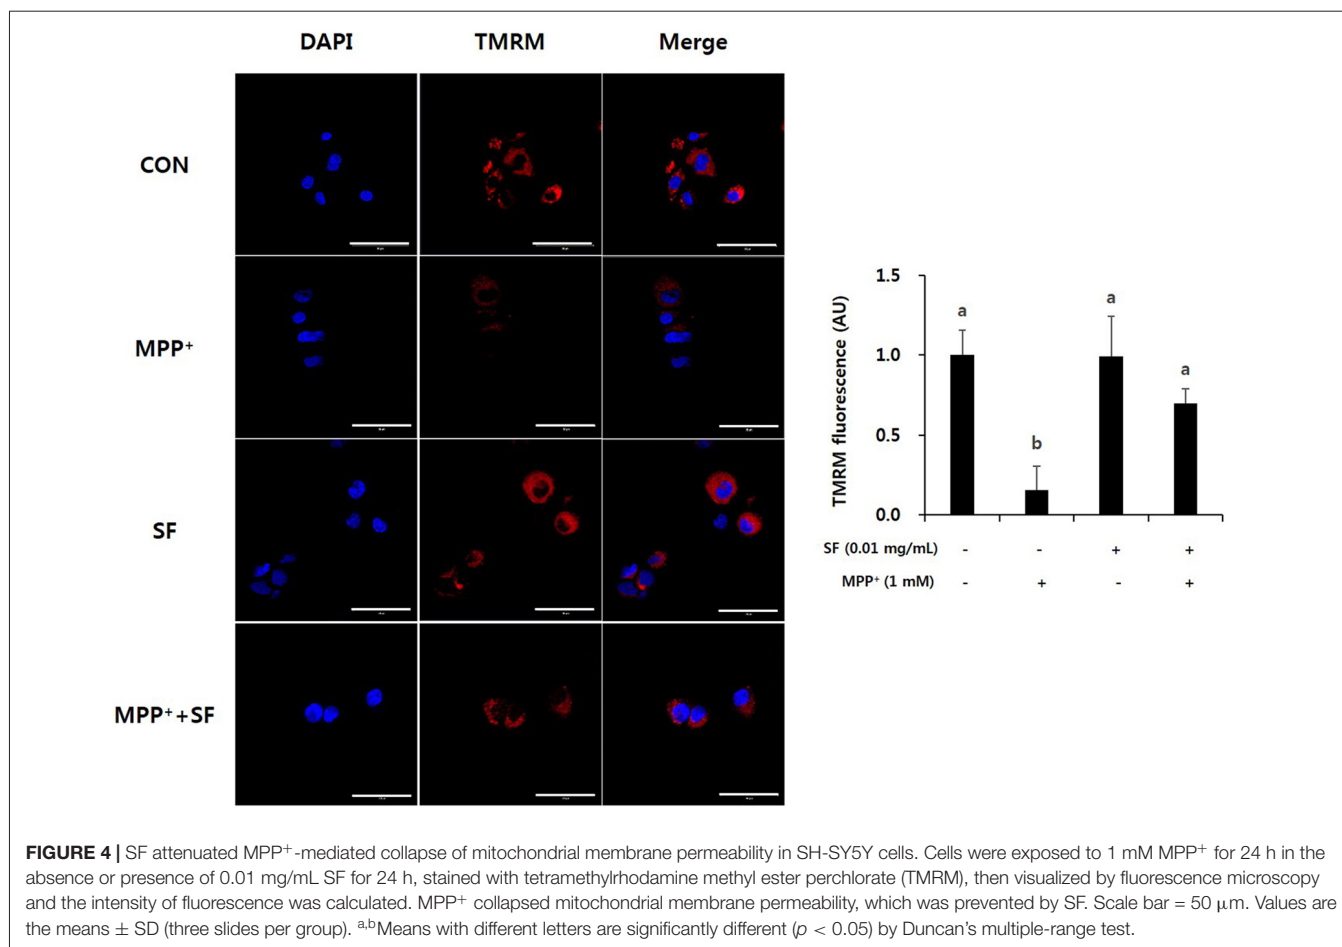 DAPI TMRM Merge
CON
MPP⁺
SF
MPP⁺+SF
TMRM fluorescence (AU)
1.5
1.0
0.5
0.0
a
b
a
a
SF (0.01 mg/mL) - - + +
MPP⁺ (1 mM) - + - +
FIGURE 4 | SF attenuated MPP⁺-mediated collapse of mitochondrial membrane permeability in SH-SY5Y cells. Cells were exposed to 1 mM MPP⁺ for 24 h in the
absence or presence of 0.01 mg/mL SF for 24 h, stained with tetramethylrhodamine methyl ester perchlorate (TMRM), then visualized by fluorescence microscopy
and the intensity of fluorescence was calculated. MPP⁺ collapsed mitochondrial membrane permeability, which was prevented by SF. Scale bar = 50 μm. Values are
the means ± SD (three slides per group). ᵃ,ᵇMeans with different letters are significantly different (p < 0.05) by Duncan's multiple-range test.